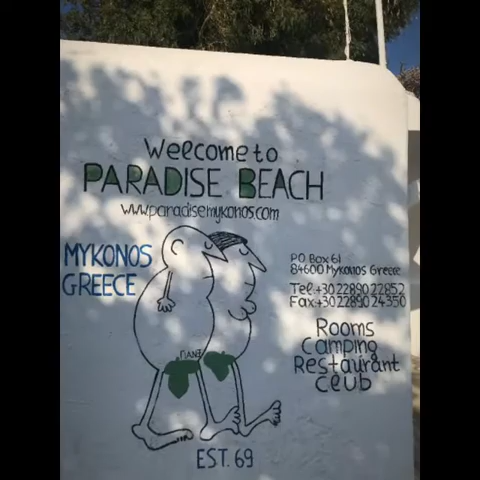 Welcome to
PARADISE BEACH
www.paradisemykonos.com
MYKONOS
GREECE
PO Box 61
84600 Mykonos Greece
Tel.:+30 22890 22852
Fax:+30 22890 24350
Rooms
Camping
Restaurant
Club
EST. 69